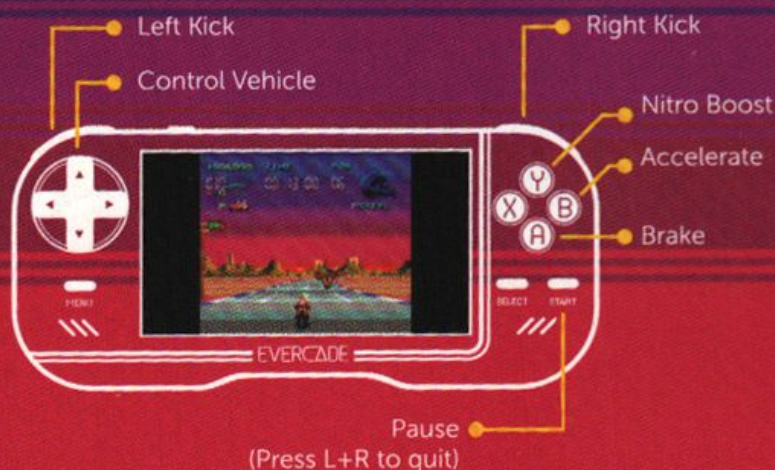 Left Kick
Right Kick
Control Vehicle
Nitro Boost
Accelerate
Y
X
B
A
Brake
MENU
SELECT
START
EVERCADE
Pause
(Press L+R to quit)